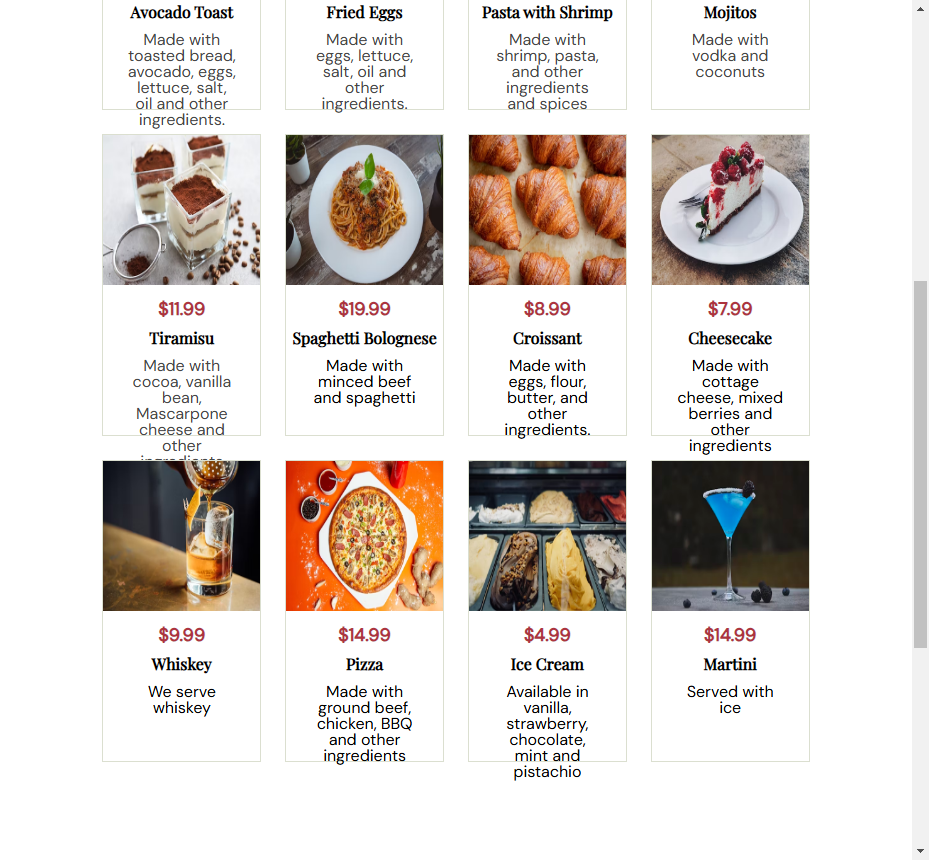 Avocado Toast
Made with
toasted bread,
avocado, eggs,
lettuce, salt,
oil and other
ingredients.
Fried Eggs
Made with
eggs, lettuce,
salt, oil and
other
ingredients.
Pasta with Shrimp
Made with
shrimp, pasta,
and other
ingredients
and spices
Mojitos
Made with
vodka and
coconuts
$11.99
Tiramisu
Made with
cocoa, vanilla
bean,
Mascarpone
cheese and
other
$19.99
Spaghetti Bolognese
Made with
minced beef
and spaghetti
$8.99
Croissant
Made with
eggs, flour,
butter, and
other
ingredients.
$7.99
Cheesecake
Made with
cottage
cheese, mixed
berries and
other
ingredients
$9.99
Whiskey
We serve
whiskey
$14.99
Pizza
Made with
ground beef,
chicken, BBQ
and other
ingredients
$4.99
Ice Cream
Available in
vanilla,
strawberry,
chocolate,
mint and
pistachio
$14.99
Martini
Served with
ice